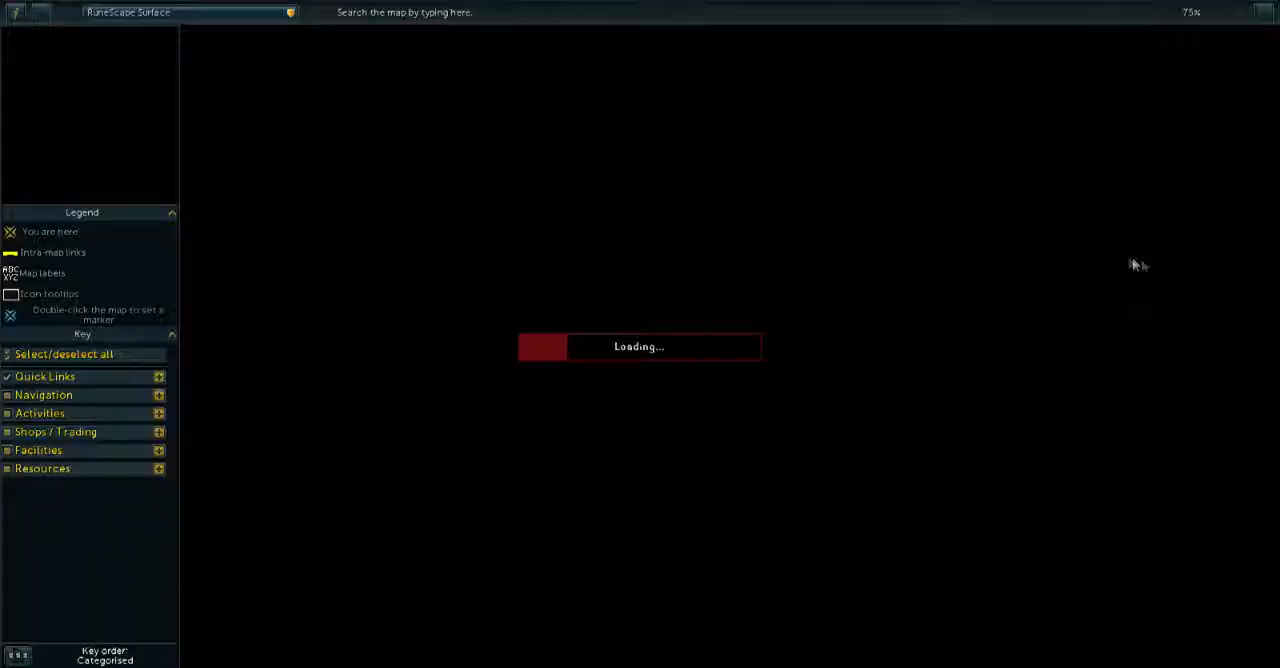 RuneScape Surface
Search the map by typing here.
75%
Legend
You are here
Intra-map links
ABC
XYZ
Map labels
Icon tooltips
Double-click the map to set a
marker
Key
Select/deselect all
Quick Links
Navigation
Activities
Shops / Trading
Facilities
Resources
Loading...
Key order:
Categorised